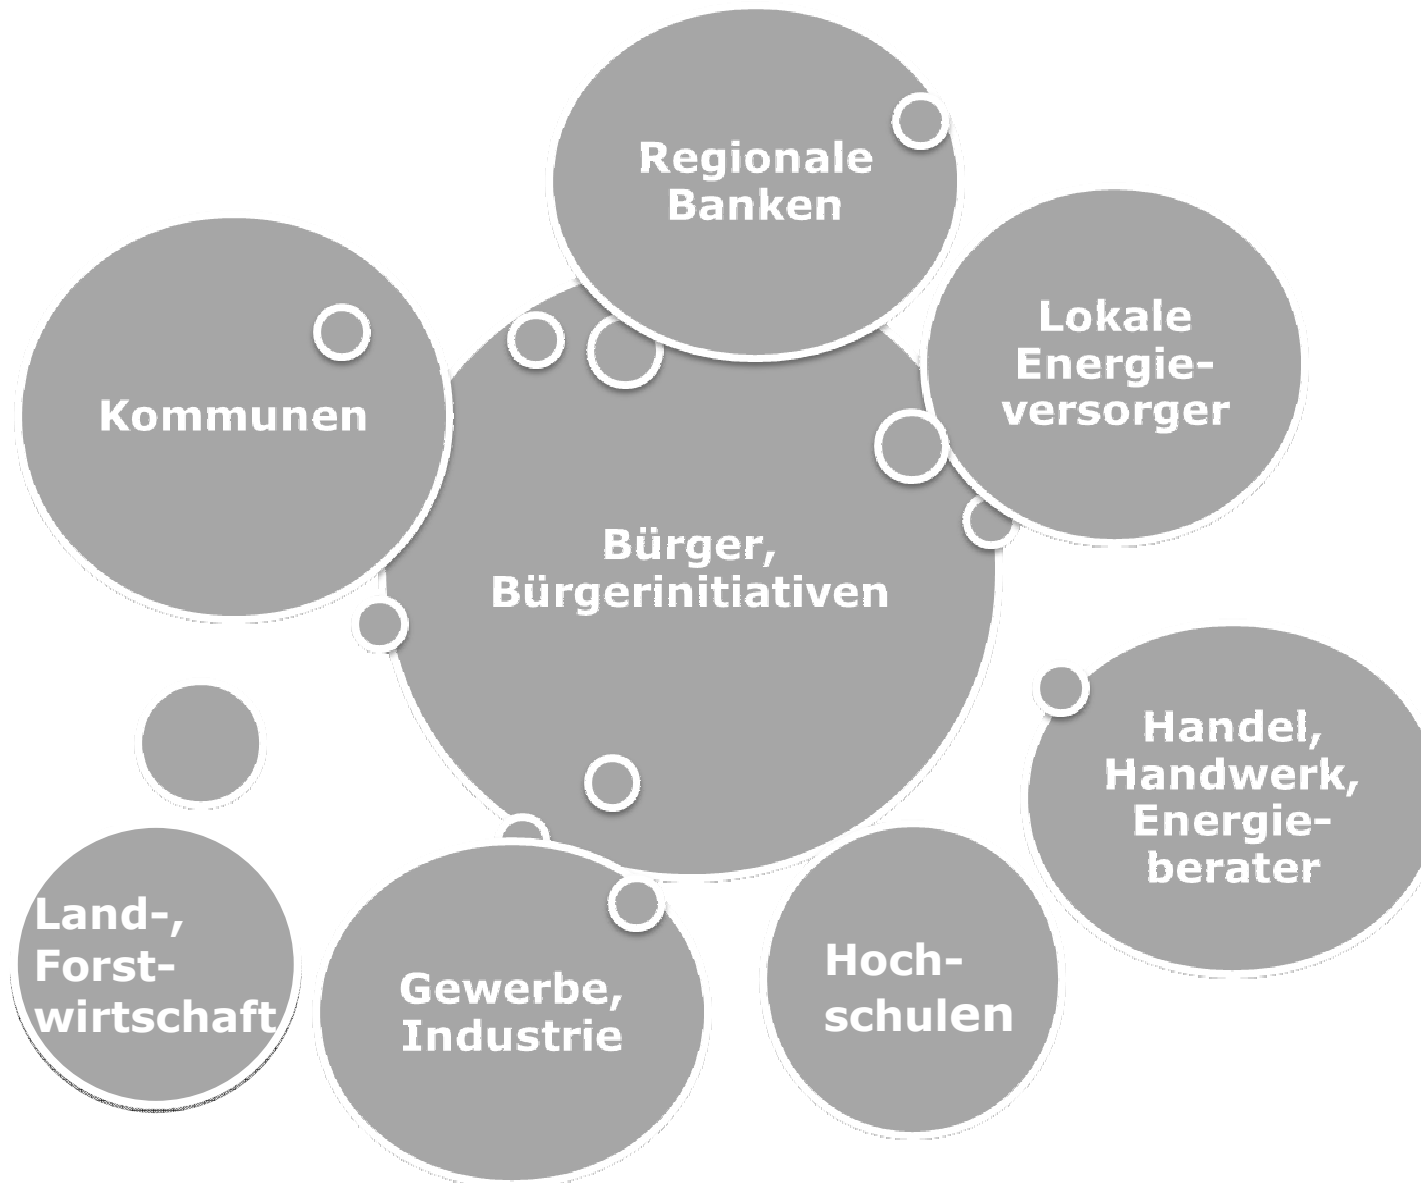 Regionale
Banken
Lokale
Energie-
versorger
Kommunen
Bürger,
Bürgerinitiativen
Handel,
Handwerk,
Energie-
berater
Land-,
Forst-
wirtschaft
Gewerbe,
Industrie
Hoch-
schulen